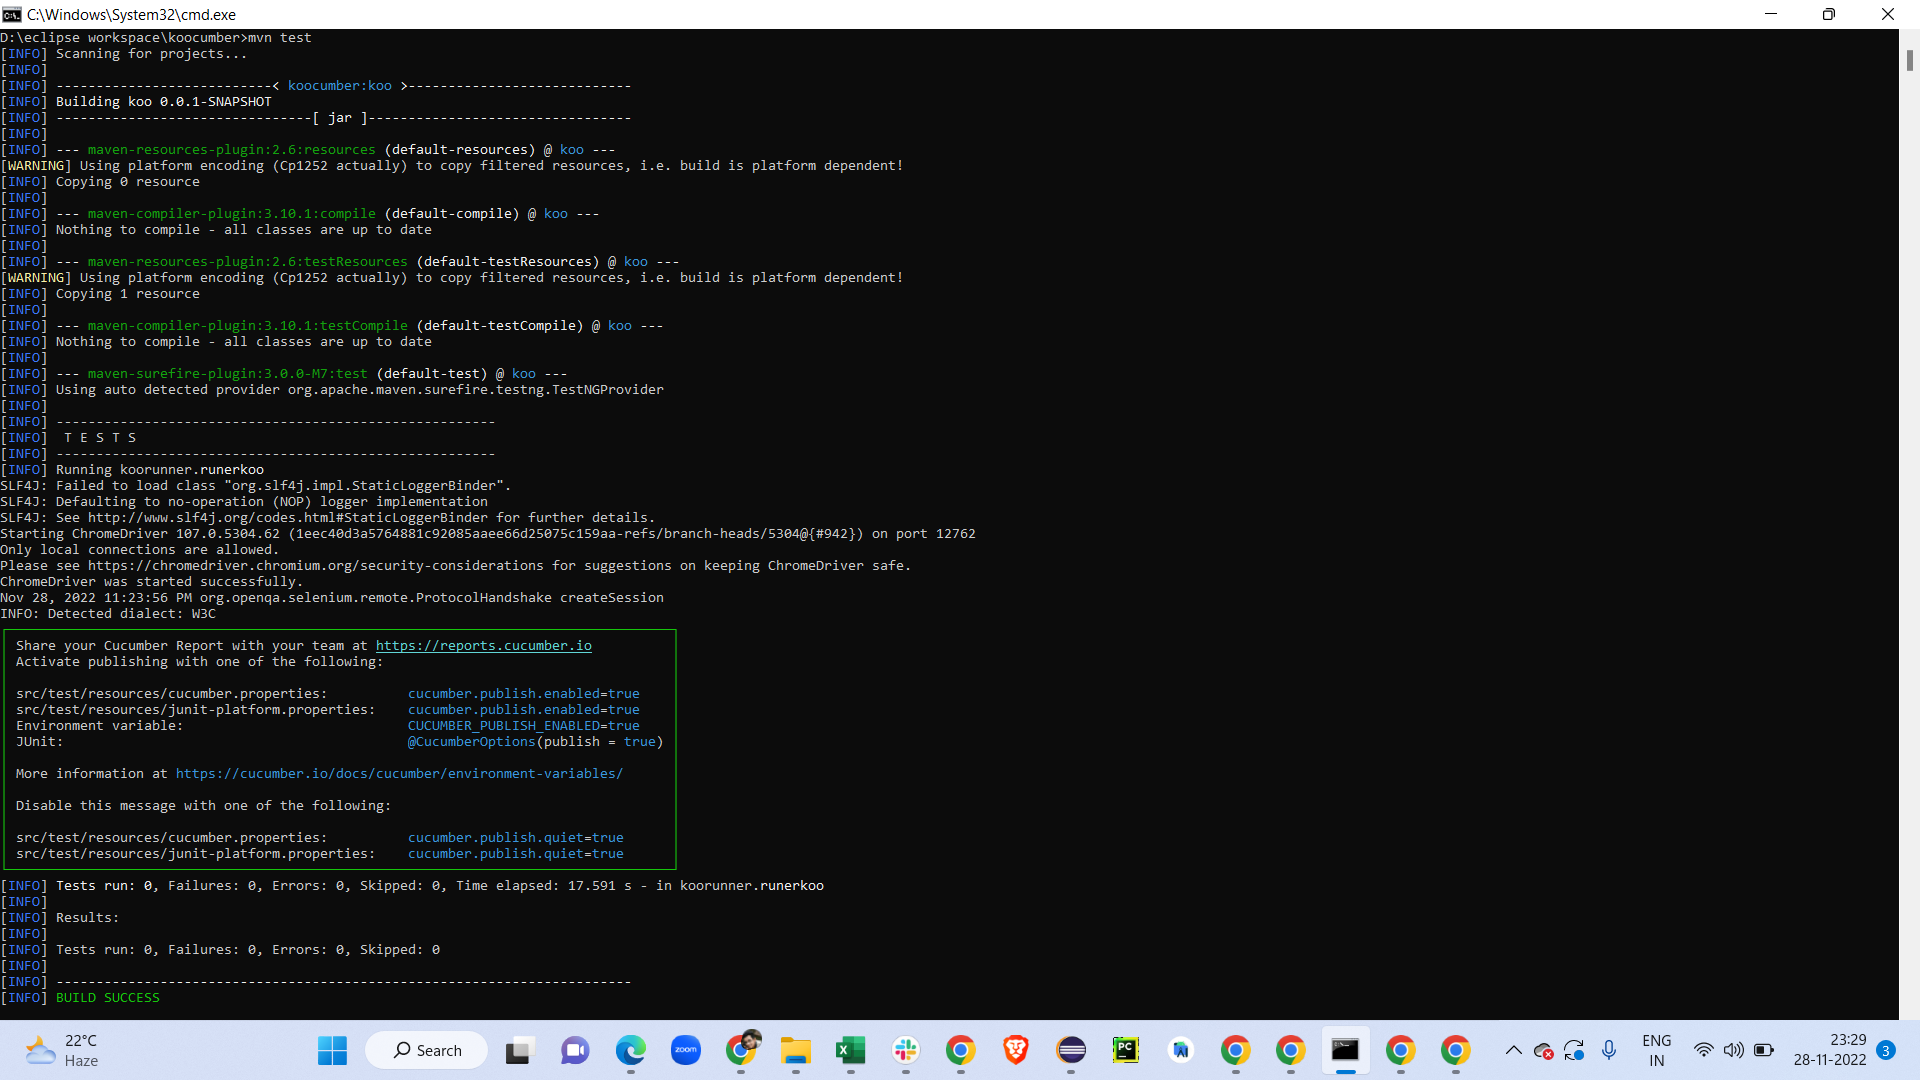 C:\Windows\System32\cmd.exe
D:\eclipse workspace\koocumber>mvn test
[INFO] Scanning for projects...
[INFO]
[INFO] ---------------------------< koocumber:koo >----------------------------
[INFO] Building koo 0.0.1-SNAPSHOT
[INFO] --------------------------------[ jar ]---------------------------------
[INFO]
[INFO] --- maven-resources-plugin:2.6:resources (default-resources) @ koo ---
[WARNING] Using platform encoding (Cp1252 actually) to copy filtered resources, i.e. build is platform dependent!
[INFO] Copying 0 resource
[INFO]
[INFO] --- maven-compiler-plugin:3.10.1:compile (default-compile) @ koo ---
[INFO] Nothing to compile - all classes are up to date
[INFO]
[INFO] --- maven-resources-plugin:2.6:testResources (default-testResources) @ koo ---
[WARNING] Using platform encoding (Cp1252 actually) to copy filtered resources, i.e. build is platform dependent!
[INFO] Copying 1 resource
[INFO]
[INFO] --- maven-compiler-plugin:3.10.1:testCompile (default-testCompile) @ koo ---
[INFO] Nothing to compile - all classes are up to date
[INFO]
[INFO] --- maven-surefire-plugin:3.0.0-M7:test (default-test) @ koo ---
[INFO] Using auto detected provider org.apache.maven.surefire.testng.TestNGProvider
[INFO]
[INFO] -------------------------------------------------------
[INFO]  T E S T S
[INFO] -------------------------------------------------------
[INFO] Running koorunner.runerkoo
SLF4J: Failed to load class "org.slf4j.impl.StaticLoggerBinder".
SLF4J: Defaulting to no-operation (NOP) logger implementation
SLF4J: See http://www.slf4j.org/codes.html#StaticLoggerBinder for further details.
Starting ChromeDriver 107.0.5304.62 (1eec40d3a5764881c92085aaee66d25075c159aa-refs/branch-heads/5304@{#942}) on port 12762
Only local connections are allowed.
Please see https://chromedriver.chromium.org/security-considerations for suggestions on keeping ChromeDriver safe.
ChromeDriver was started successfully.
Nov 28, 2022 11:23:56 PM org.openqa.selenium.remote.ProtocolHandshake createSession
INFO: Detected dialect: W3C
Share your Cucumber Report with your team at https://reports.cucumber.io
Activate publishing with one of the following:
src/test/resources/cucumber.properties: cucumber.publish.enabled=true
src/test/resources/junit-platform.properties: cucumber.publish.enabled=true
Environment variable: CUCUMBER_PUBLISH_ENABLED=true
JUnit: @CucumberOptions(publish = true)
More information at https://cucumber.io/docs/cucumber/environment-variables/
Disable this message with one of the following:
src/test/resources/cucumber.properties: cucumber.publish.quiet=true
src/test/resources/junit-platform.properties: cucumber.publish.quiet=true
[INFO] Tests run: 0, Failures: 0, Errors: 0, Skipped: 0, Time elapsed: 17.591 s - in koorunner.runerkoo
[INFO]
[INFO] Results:
[INFO]
[INFO] Tests run: 0, Failures: 0, Errors: 0, Skipped: 0
[INFO]
[INFO] ------------------------------------------------------------------------
[INFO] BUILD SUCCESS
22°C
Haze
Search
zoom
PC
ENG
IN
23:29
28-11-2022
3